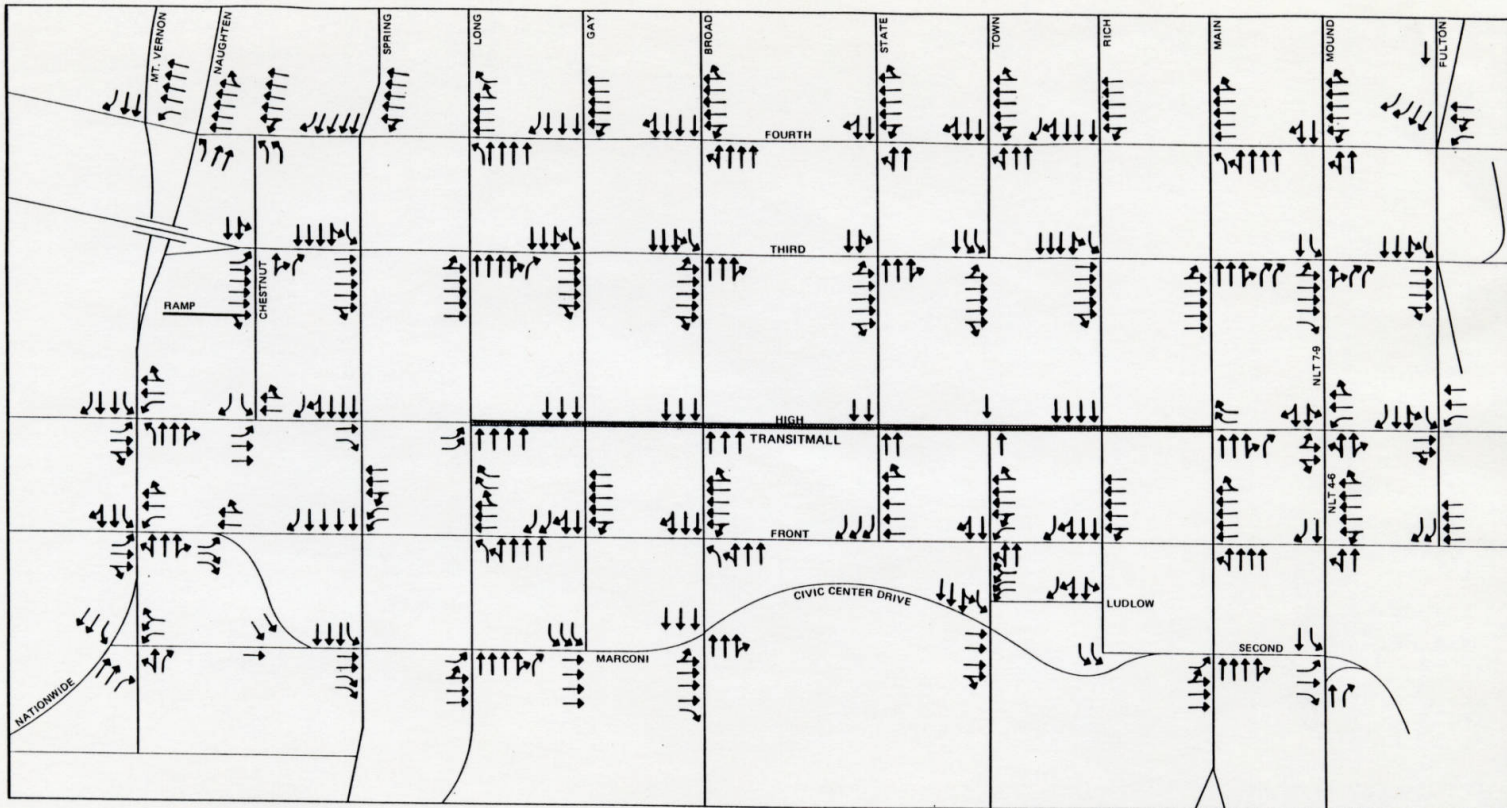 MT. VERNON
NAUGHTEN
SPRING
LONG
GAY
BROAD
STATE
TOWN
RICH
MAIN
MOUND
FULTON
FOURTH
THIRD
CHESTNUT
RAMP
NLT 7-9
HIGH
TRANSITMALL
NLT 4-6
FRONT
CIVIC CENTER DRIVE
LUDLOW
MARCONI
SECOND
NATIONWIDE